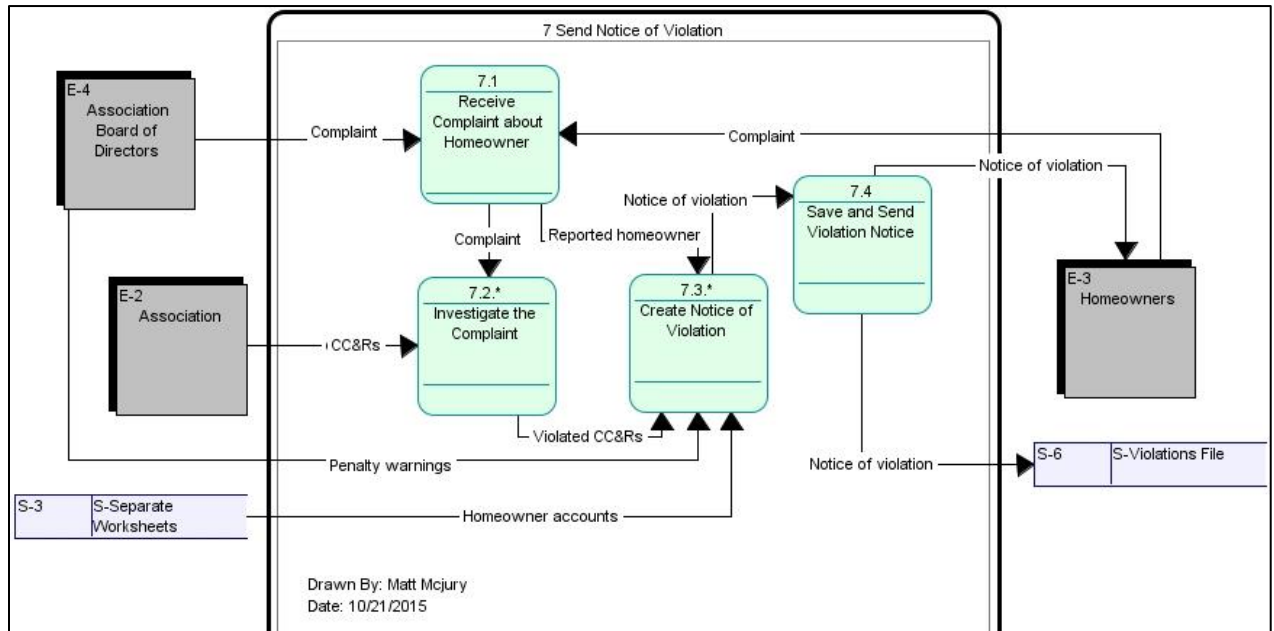 7 Send Notice of Violation
E-4
Association
Board of
Directors
7.1
Receive
Complaint about
Homeowner
Complaint
Complaint
Notice of violation
7.4
Save and Send
Violation Notice
Notice of violation
Complaint
Reported homeowner
E-2
Association
7.2.*
Investigate the
Complaint
7.3.*
Create Notice of
Violation
E-3
Homeowners
CC&Rs
Violated CC&Rs
Penalty warnings
Notice of violation
S-6
S-Violations File
S-3
S-Separate
Worksheets
Homeowner accounts
Drawn By: Matt Mcjury
Date: 10/21/2015